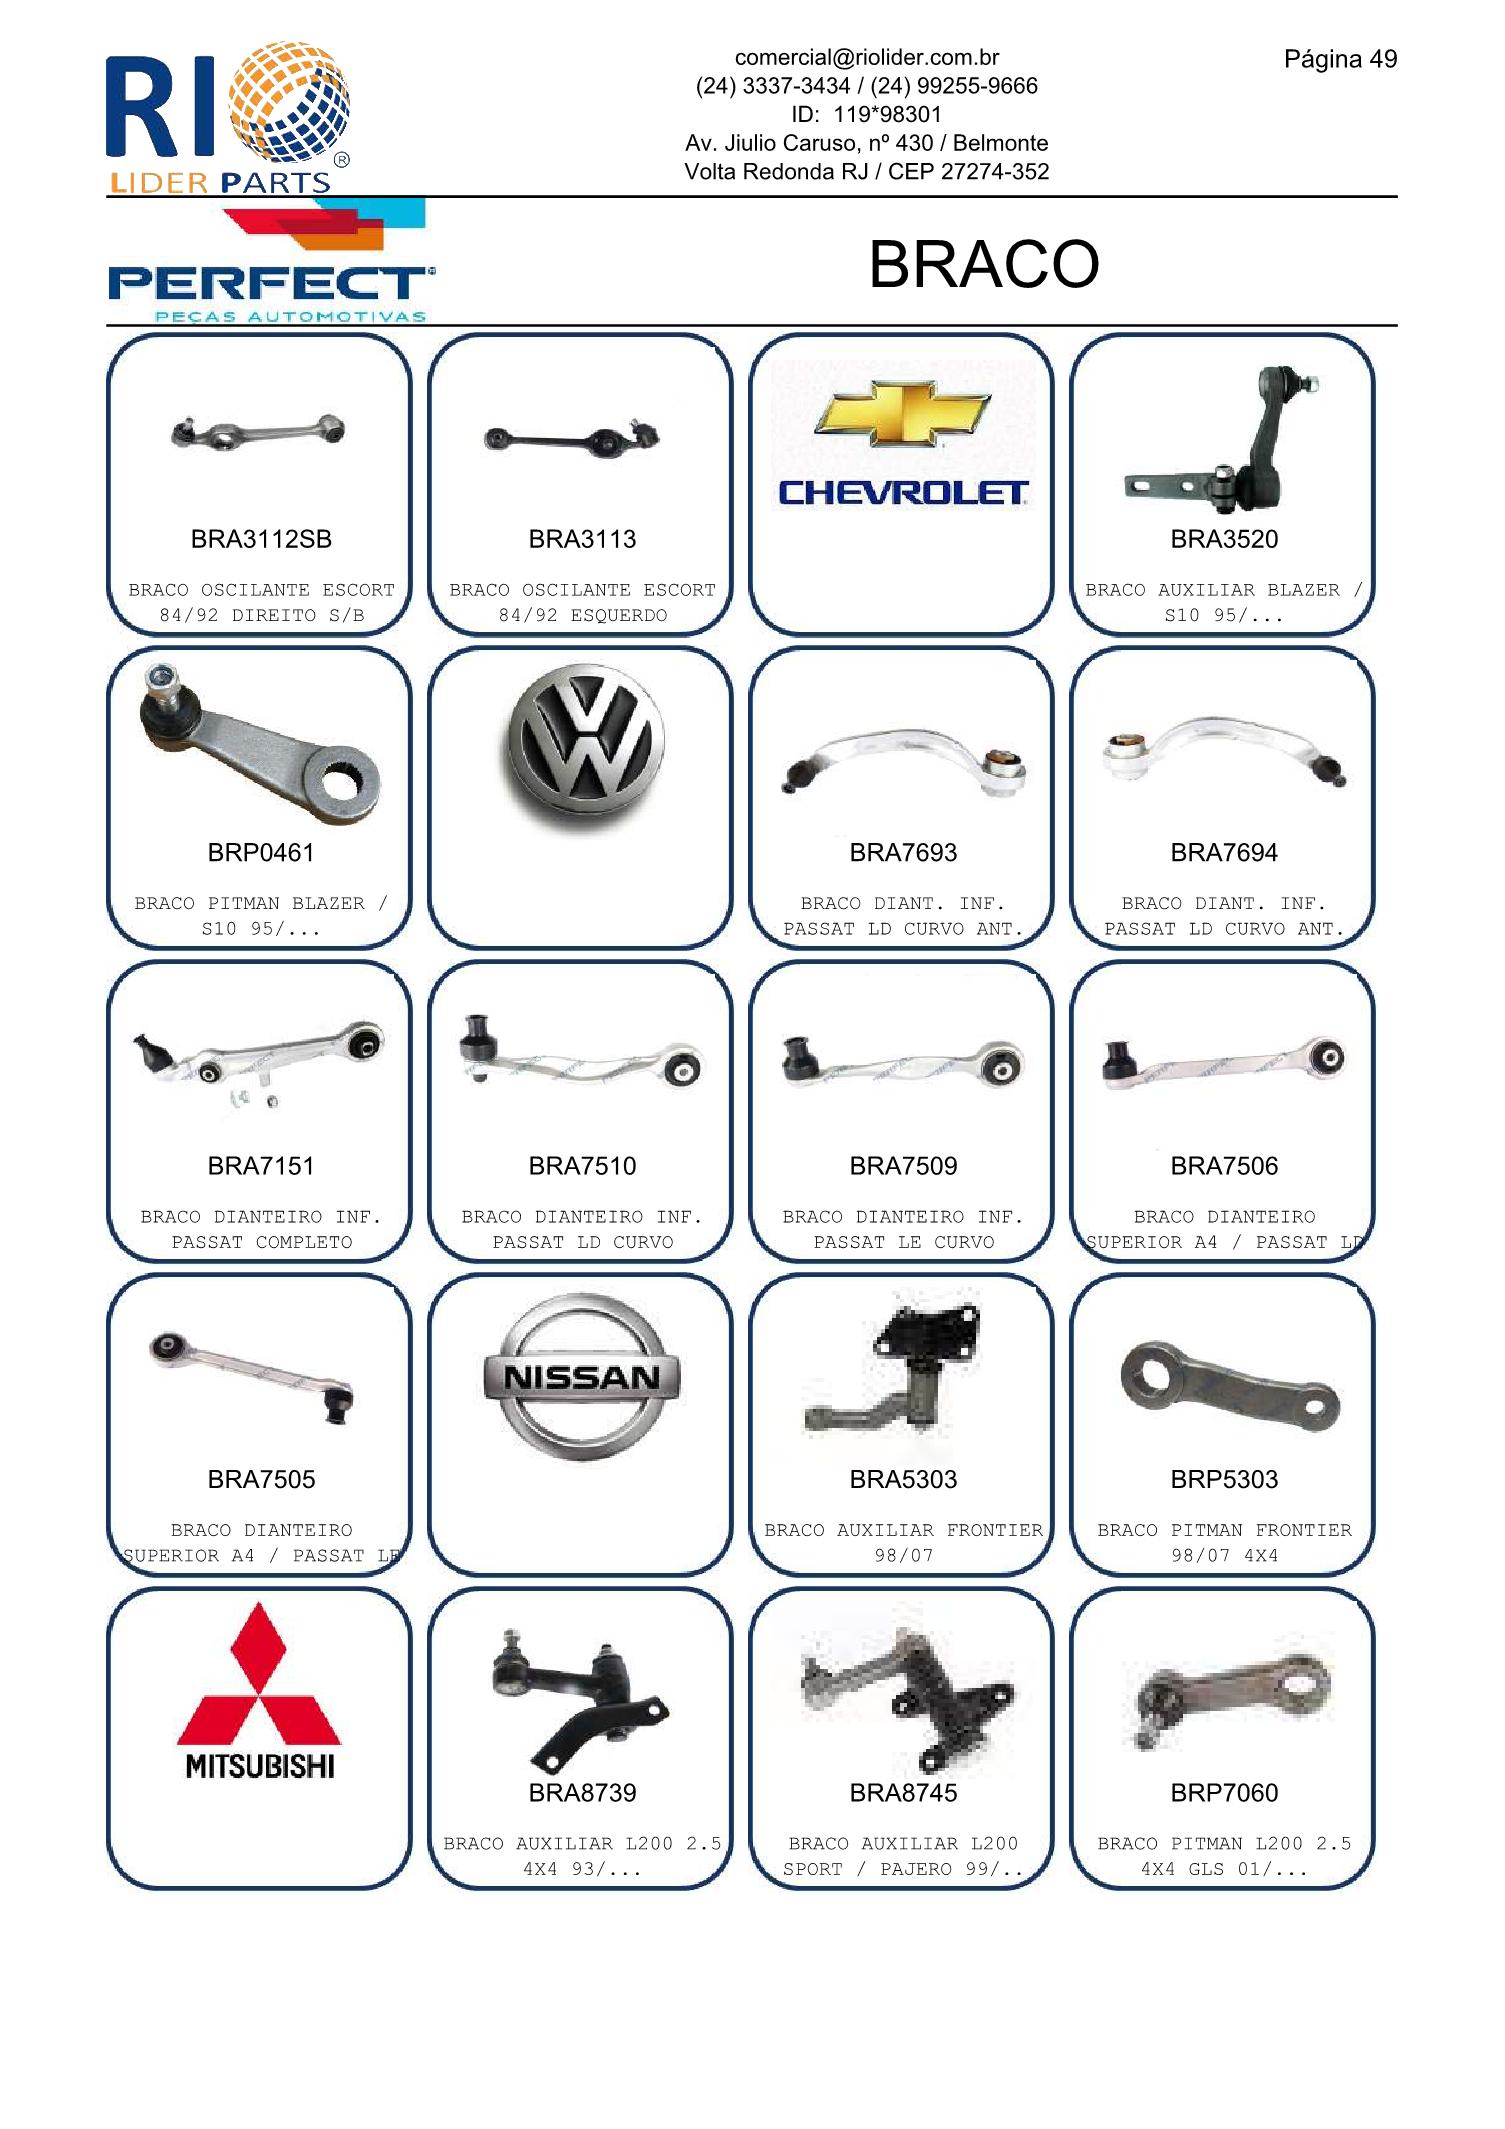 RIO®
LIDER PARTS
comercial@riolider.com.br
(24) 3337-3434 / (24) 99255-9666
ID: 119*98301
Av. Jiulio Caruso, nº 430 / Belmonte
Volta Redonda RJ / CEP 27274-352
Página 49
PERFECT
PEÇAS AUTOMOTIVAS
BRACO
BRA3112SB
BRACO OSCILANTE ESCORT
84/92 DIREITO S/B
BRA3113
BRACO OSCILANTE ESCORT
84/92 ESQUERDO
CHEVROLET
BRA3520
BRACO AUXILIAR BLAZER /
S10 95/...
BRP0461
BRACO PITMAN BLAZER /
S10 95/...
VW
BRA7693
BRACO DIANT. INF.
PASSAT LD CURVO ANT.
BRA7694
BRACO DIANT. INF.
PASSAT LD CURVO ANT.
BRA7151
BRACO DIANTEIRO INF.
PASSAT COMPLETO
BRA7510
BRACO DIANTEIRO INF.
PASSAT LD CURVO
BRA7509
BRACO DIANTEIRO INF.
PASSAT LE CURVO
BRA7506
BRACO DIANTEIRO
SUPERIOR A4 / PASSAT LD
BRA7505
BRACO DIANTEIRO
SUPERIOR A4 / PASSAT LE
NISSAN
BRA5303
BRACO AUXILIAR FRONTIER
98/07
BRP5303
BRACO PITMAN FRONTIER
98/07 4X4
MITSUBISHI
BRA8739
BRACO AUXILIAR L200 2.5
4X4 93/...
BRA8745
BRACO AUXILIAR L200
SPORT / PAJERO 99/..
BRP7060
BRACO PITMAN L200 2.5
4X4 GLS 01/...